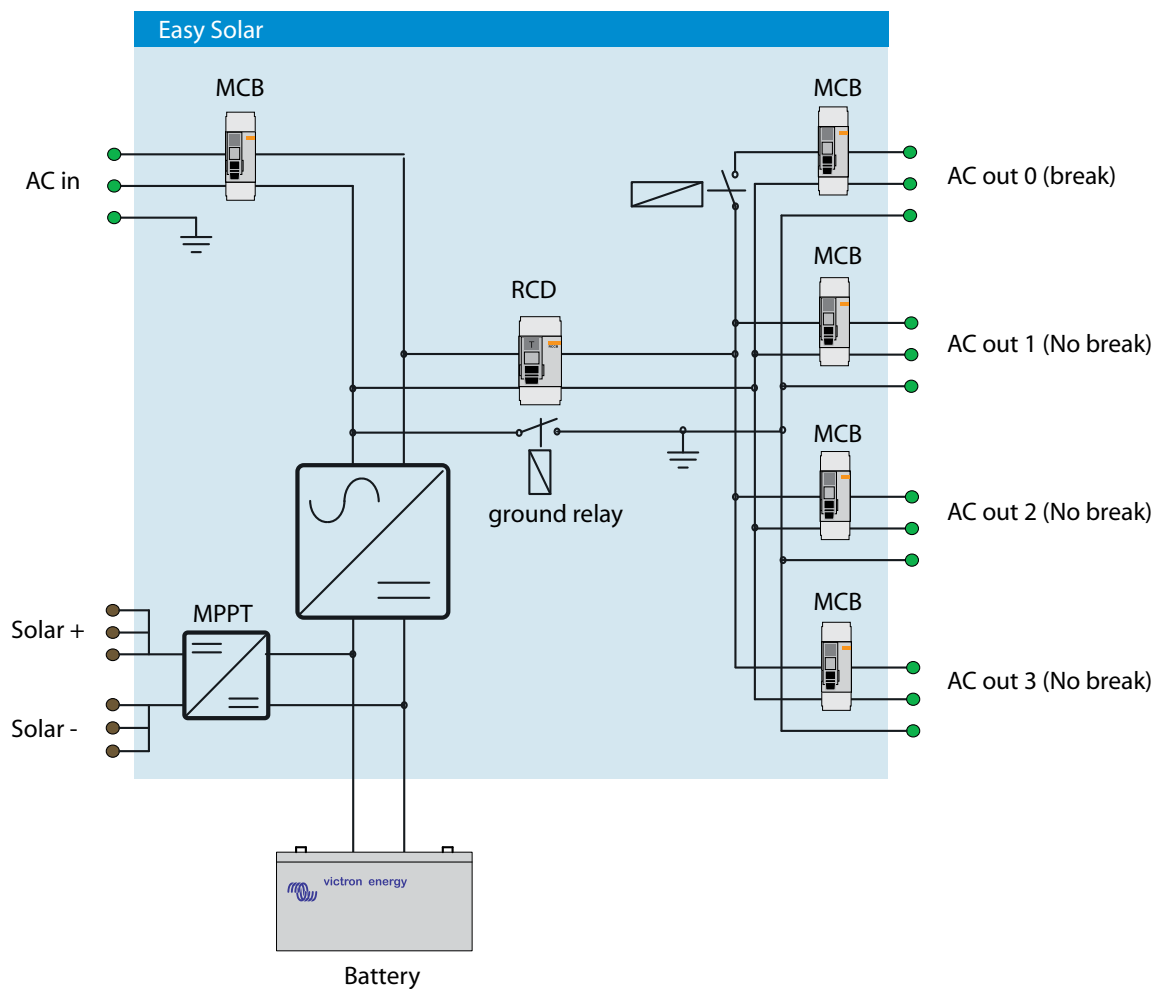 Easy Solar
MCB
MCB
AC in
AC out 0 (break)
MCB
RCD
T
AC out 1 (No break)
MCB
ground relay
AC out 2 (No break)
MCB
MPPT
Solar +
AC out 3 (No break)
Solar -
victron energy
Battery